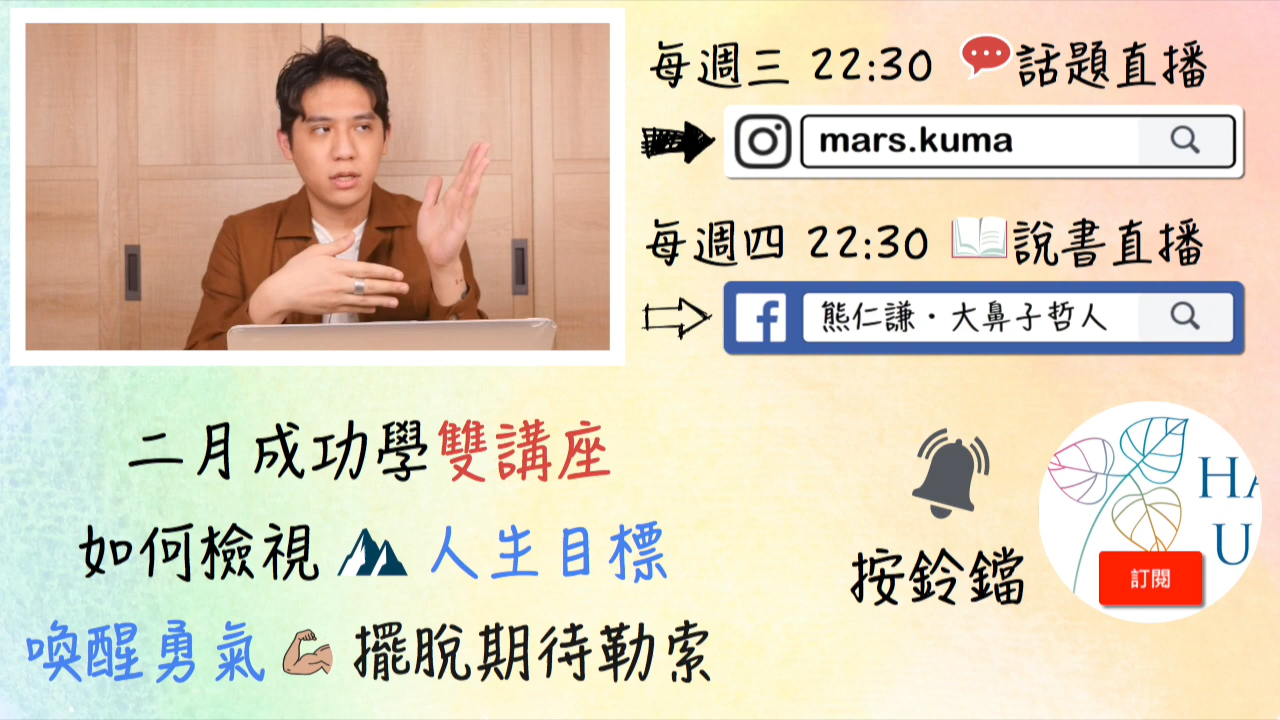 每週三 22:30 話題直播
mars.kuma
每週四 22:30 說書直播
熊仁謙·大鼻子哲人
二月成功學雙講座
如何檢視 人生目標
喚醒勇氣 擺脫期待勒索
按鈴鐺
HA
U
訂閱